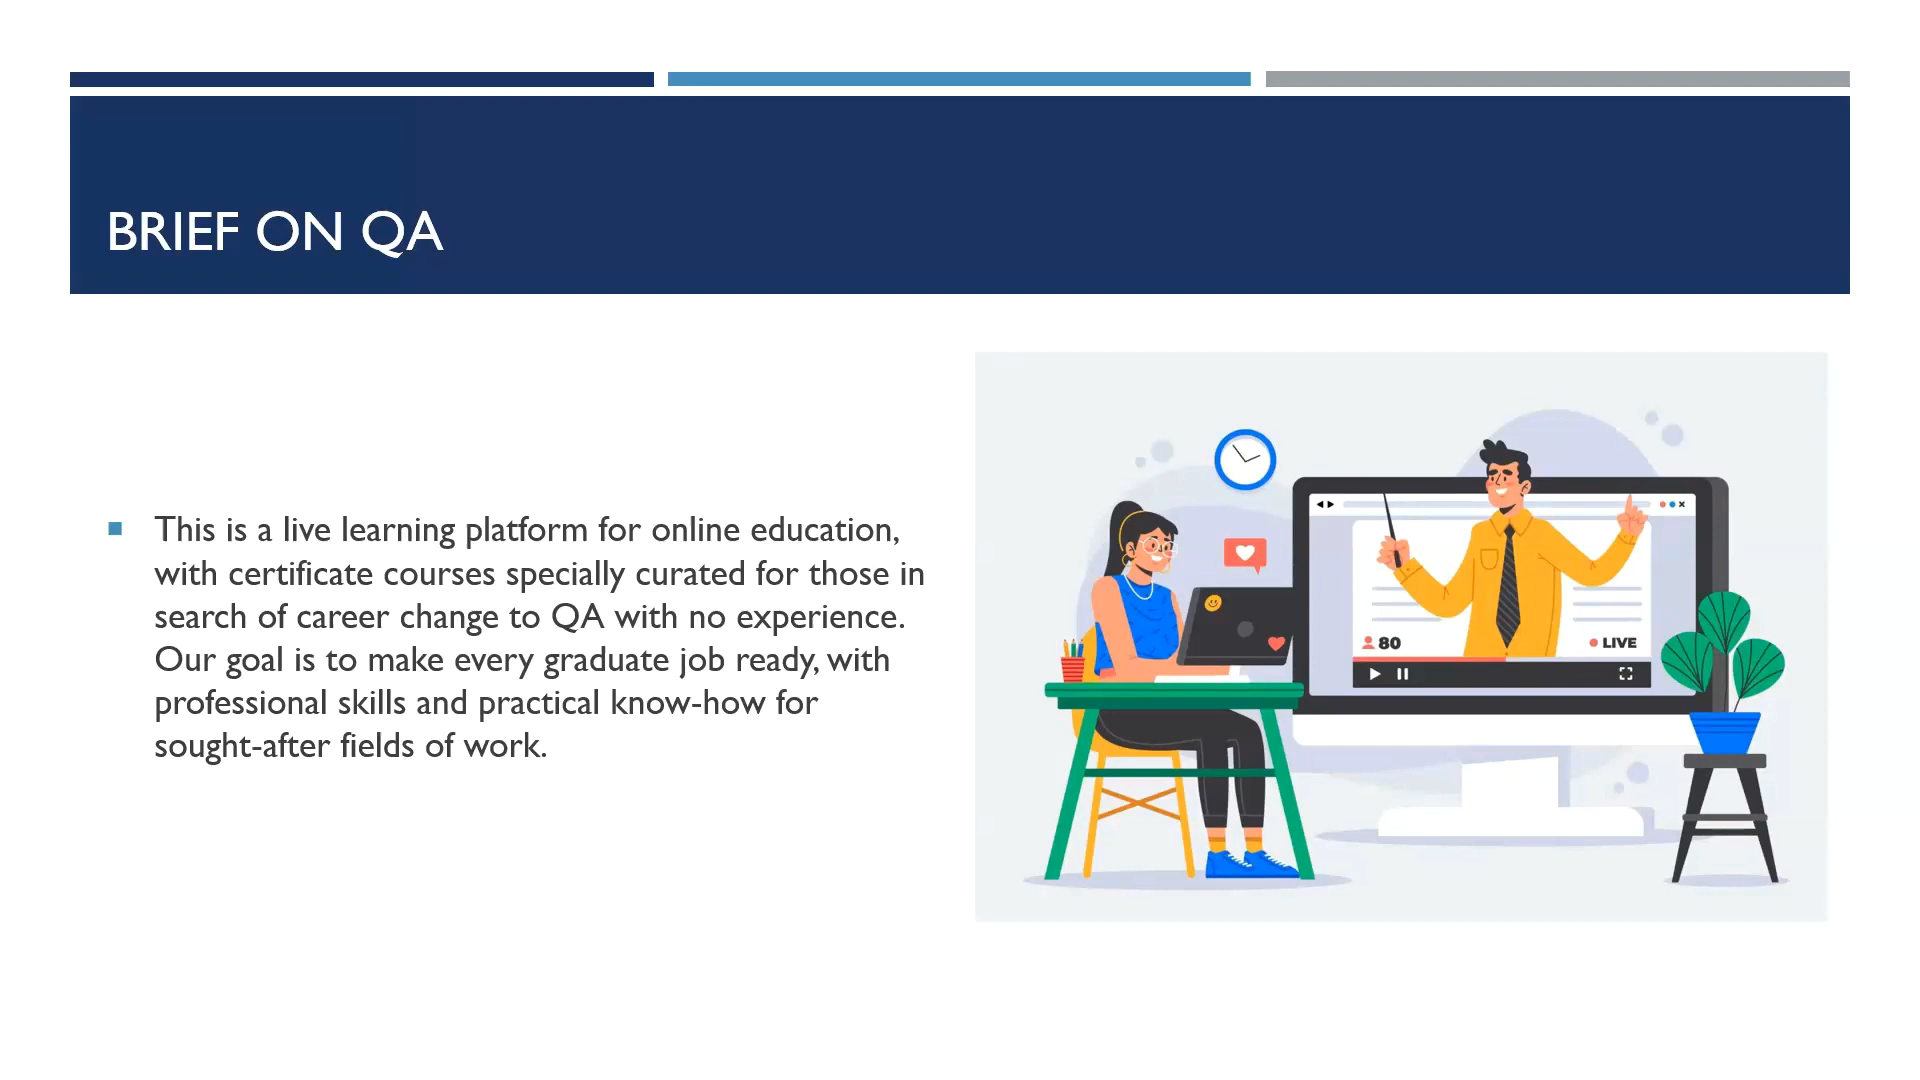 BRIEF ON QA
This is a live learning platform for online education,
with certificate courses specially curated for those in
search of career change to QA with no experience.
Our goal is to make every graduate job ready, with
professional skills and practical know-how for
sought-after fields of work.
80
LIVE